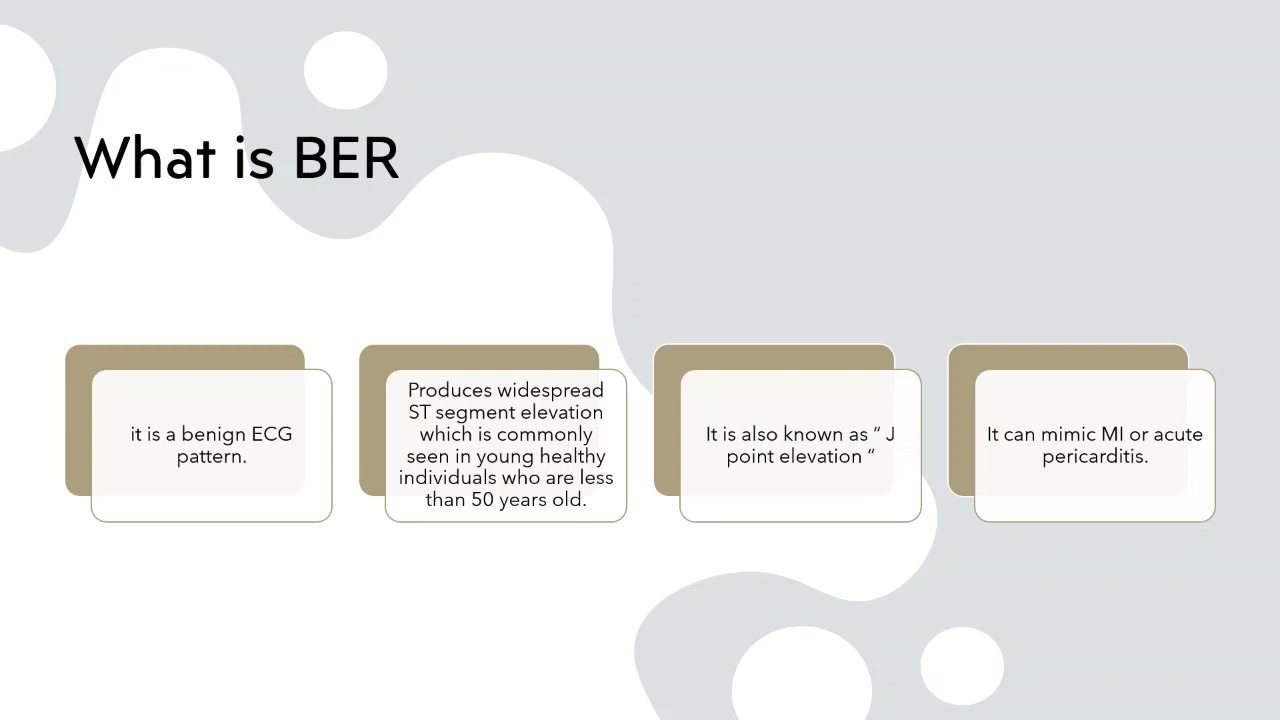 What is BER
it is a benign ECG
pattern.
Produces widespread
ST segment elevation
which is commonly
seen in young healthy
individuals who are less
than 50 years old.
It is also known as “ J
point elevation ”
It can mimic MI or acute
pericarditis.